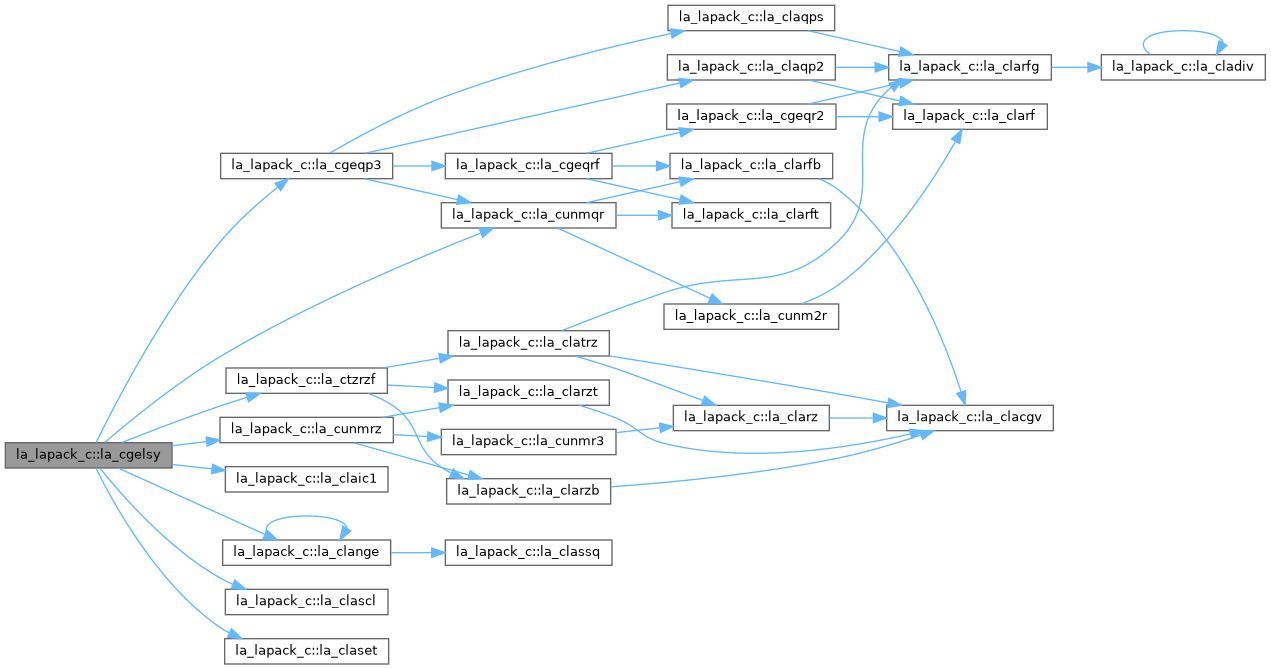 la_lapack_c::la_claqps
la_lapack_c::la_claqp2
la_lapack_c::la_clarfg
la_lapack_c::la_cladiv
la_lapack_c::la_cgeqr2
la_lapack_c::la_clarf
la_lapack_c::la_cgeqp3
la_lapack_c::la_cgeqrf
la_lapack_c::la_clarfb
la_lapack_c::la_cunmqr
la_lapack_c::la_clarft
la_lapack_c::la_cunm2r
la_lapack_c::la_clatrz
la_lapack_c::la_ctzrzf
la_lapack_c::la_clarzt
la_lapack_c::la_clarz
la_lapack_c::la_clacgv
la_lapack_c::la_cunmrz
la_lapack_c::la_cunmr3
la_lapack_c::la_cgelsy
la_lapack_c::la_claic1
la_lapack_c::la_clarzb
la_lapack_c::la_clange
la_lapack_c::la_classq
la_lapack_c::la_clascl
la_lapack_c::la_claset